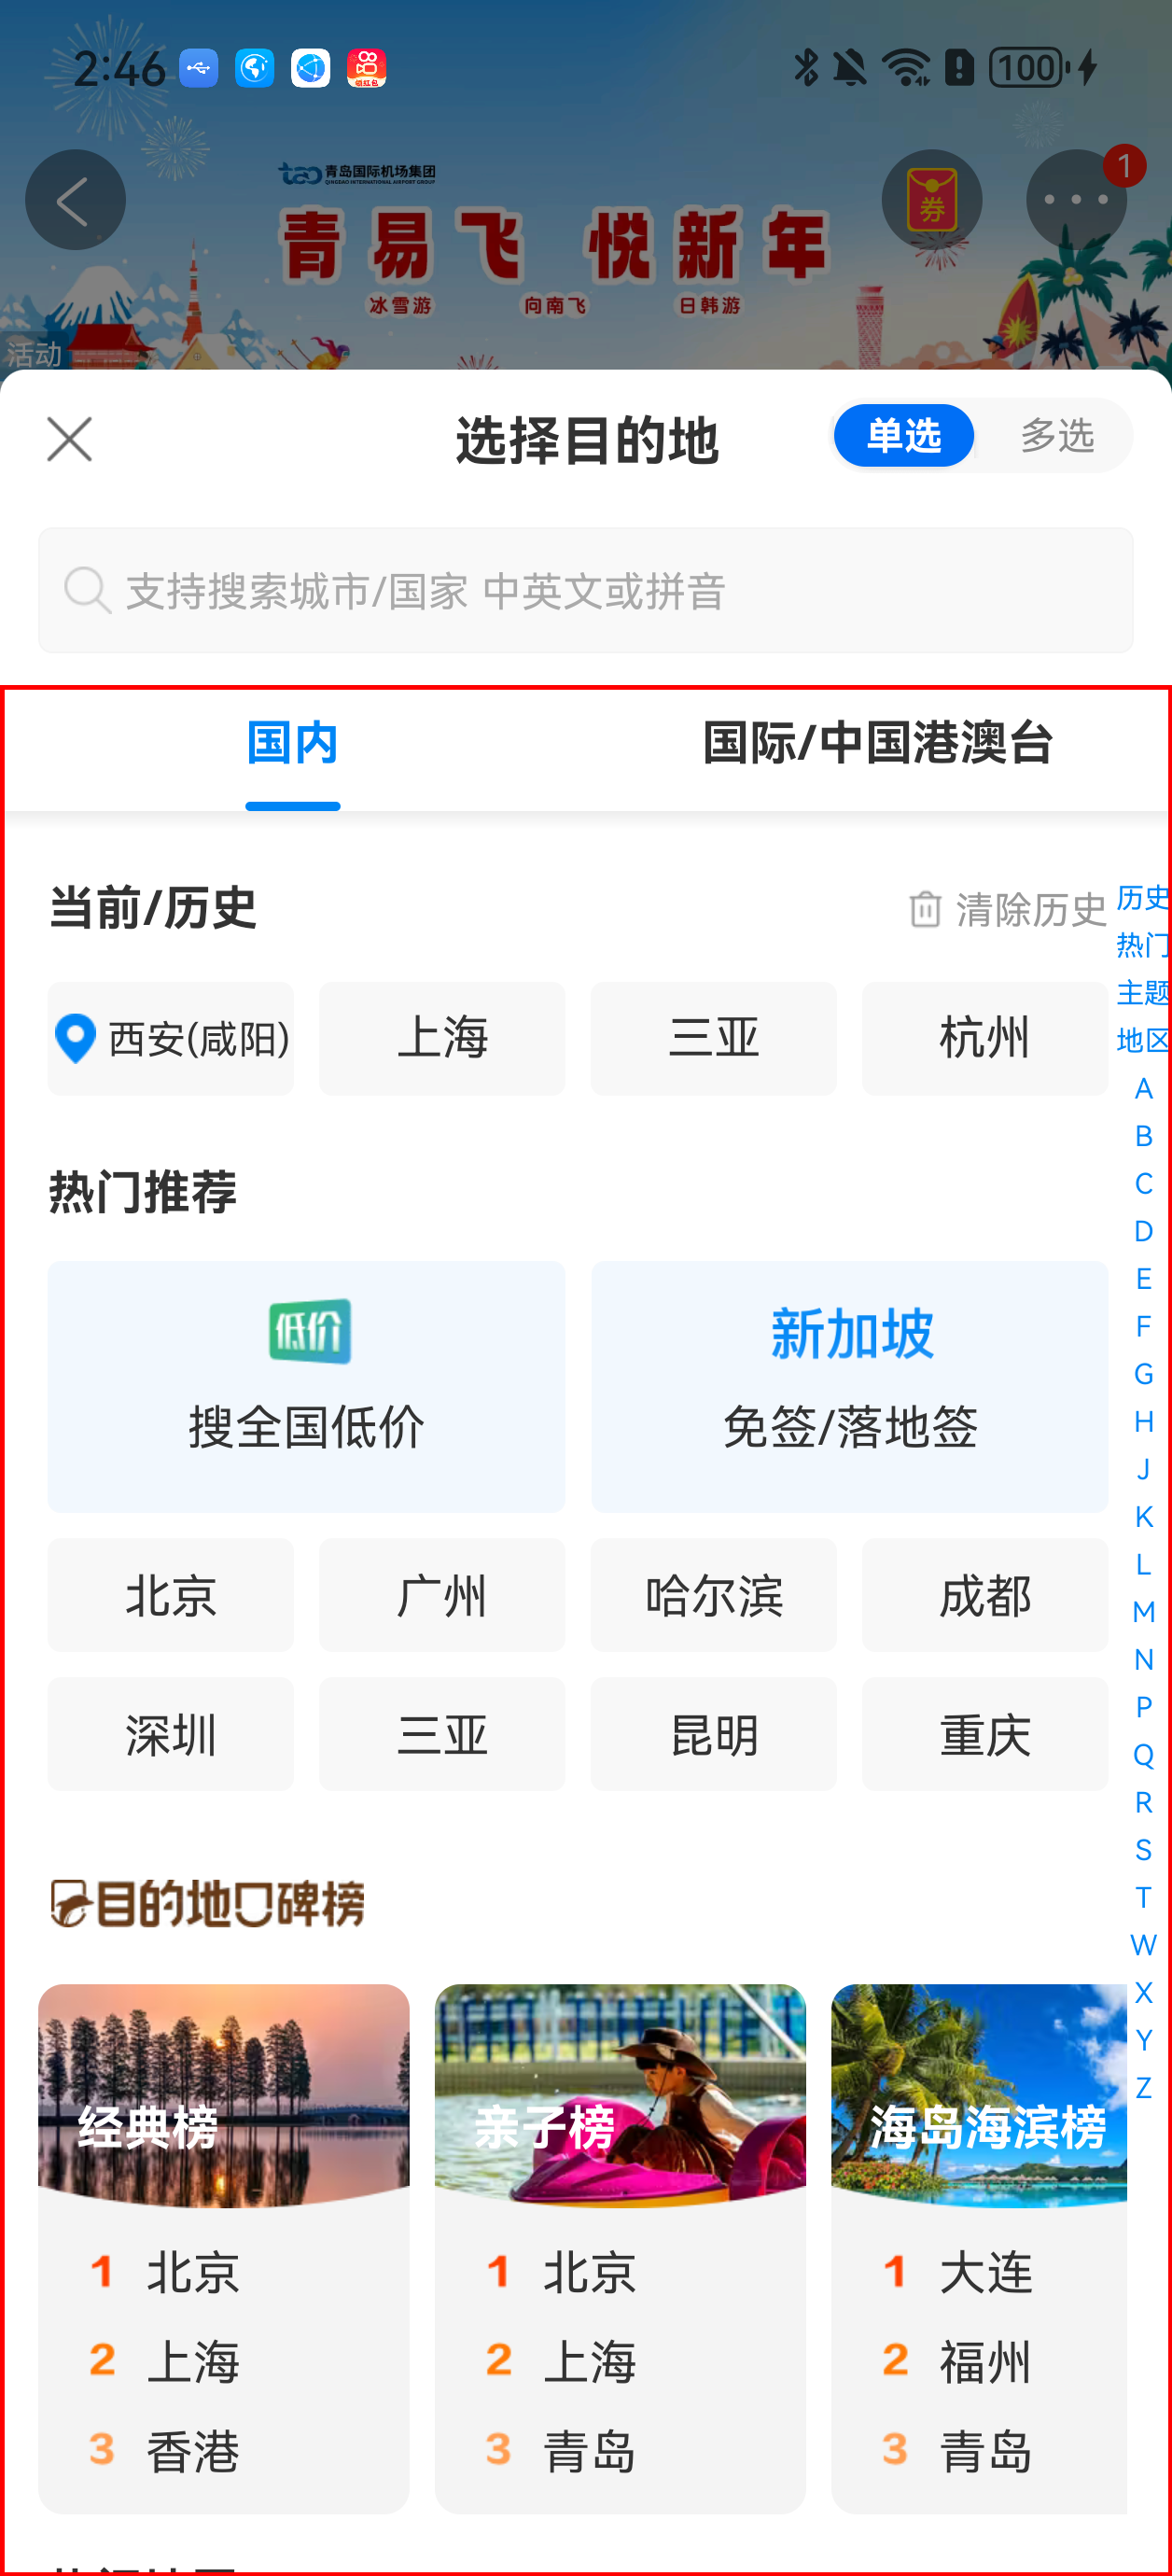 2:46
领红包
100
青岛国际机场集团
QINGDAO INTERNATIONAL AIRPORT GROUP
券
1
青易飞 悦新年
冰雪游 向南飞 日韩游
活动
选择目的地
单选 多选
支持搜索城市/国家 中英文或拼音
国内 国际/中国港澳台
当前/历史 清除历史
西安(咸阳) 上海 三亚 杭州
热门推荐
低价 新加坡
搜全国低价 免签/落地签
北京 广州 哈尔滨 成都
深圳 三亚 昆明 重庆
目的地口碑榜
经典榜 亲子榜 海岛海滨榜
1 北京 1 北京 1 大连
2 上海 2 上海 2 福州
3 香港 3 青岛 3 青岛
历史
热门
主题
地区
A
B
C
D
E
F
G
H
J
K
L
M
N
P
Q
R
S
T
W
X
Y
Z